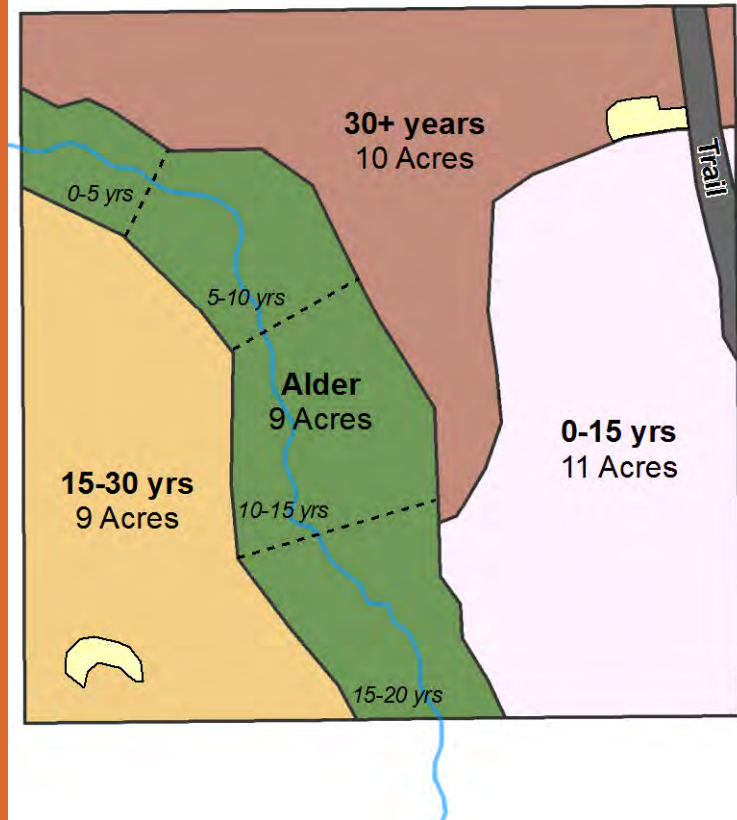 30+ years
10 Acres
Trail
0-5 yrs
5-10 yrs
Alder
9 Acres
0-15 yrs
11 Acres
15-30 yrs
9 Acres
10-15 yrs
15-20 yrs